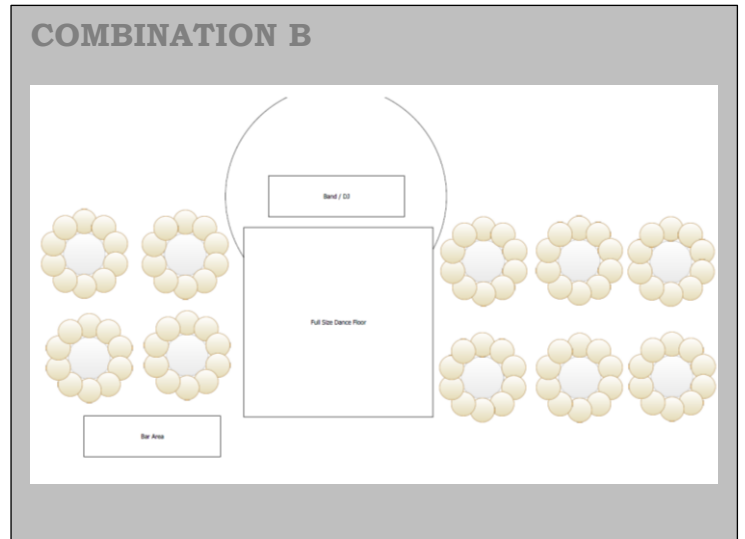 COMBINATION B
Band / DJ
Full Size Dance Floor
Bar Area